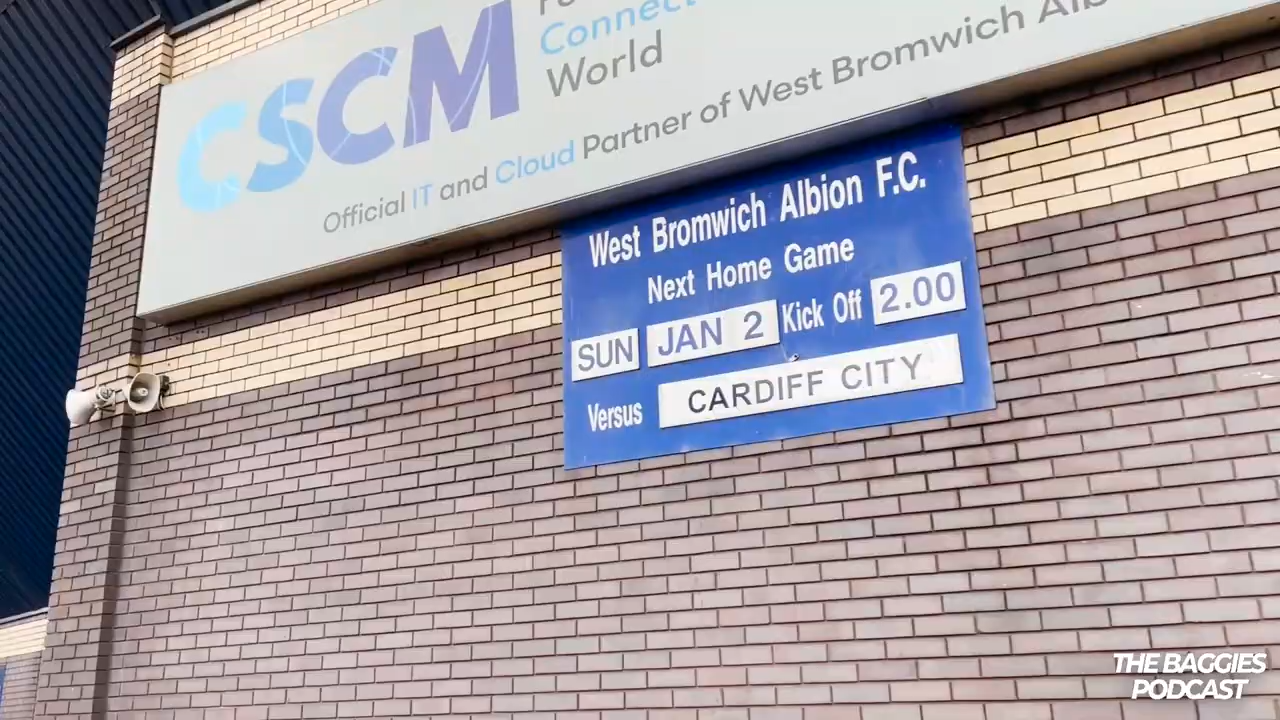 CSCM
Connect
World
Official IT and Cloud Partner of West Bromwich
West Bromwich Albion F.C.
Next Home Game
SUN JAN 2 Kick Off 2.00
Versus CARDIFF CITY
THE BAGGIES
PODCAST